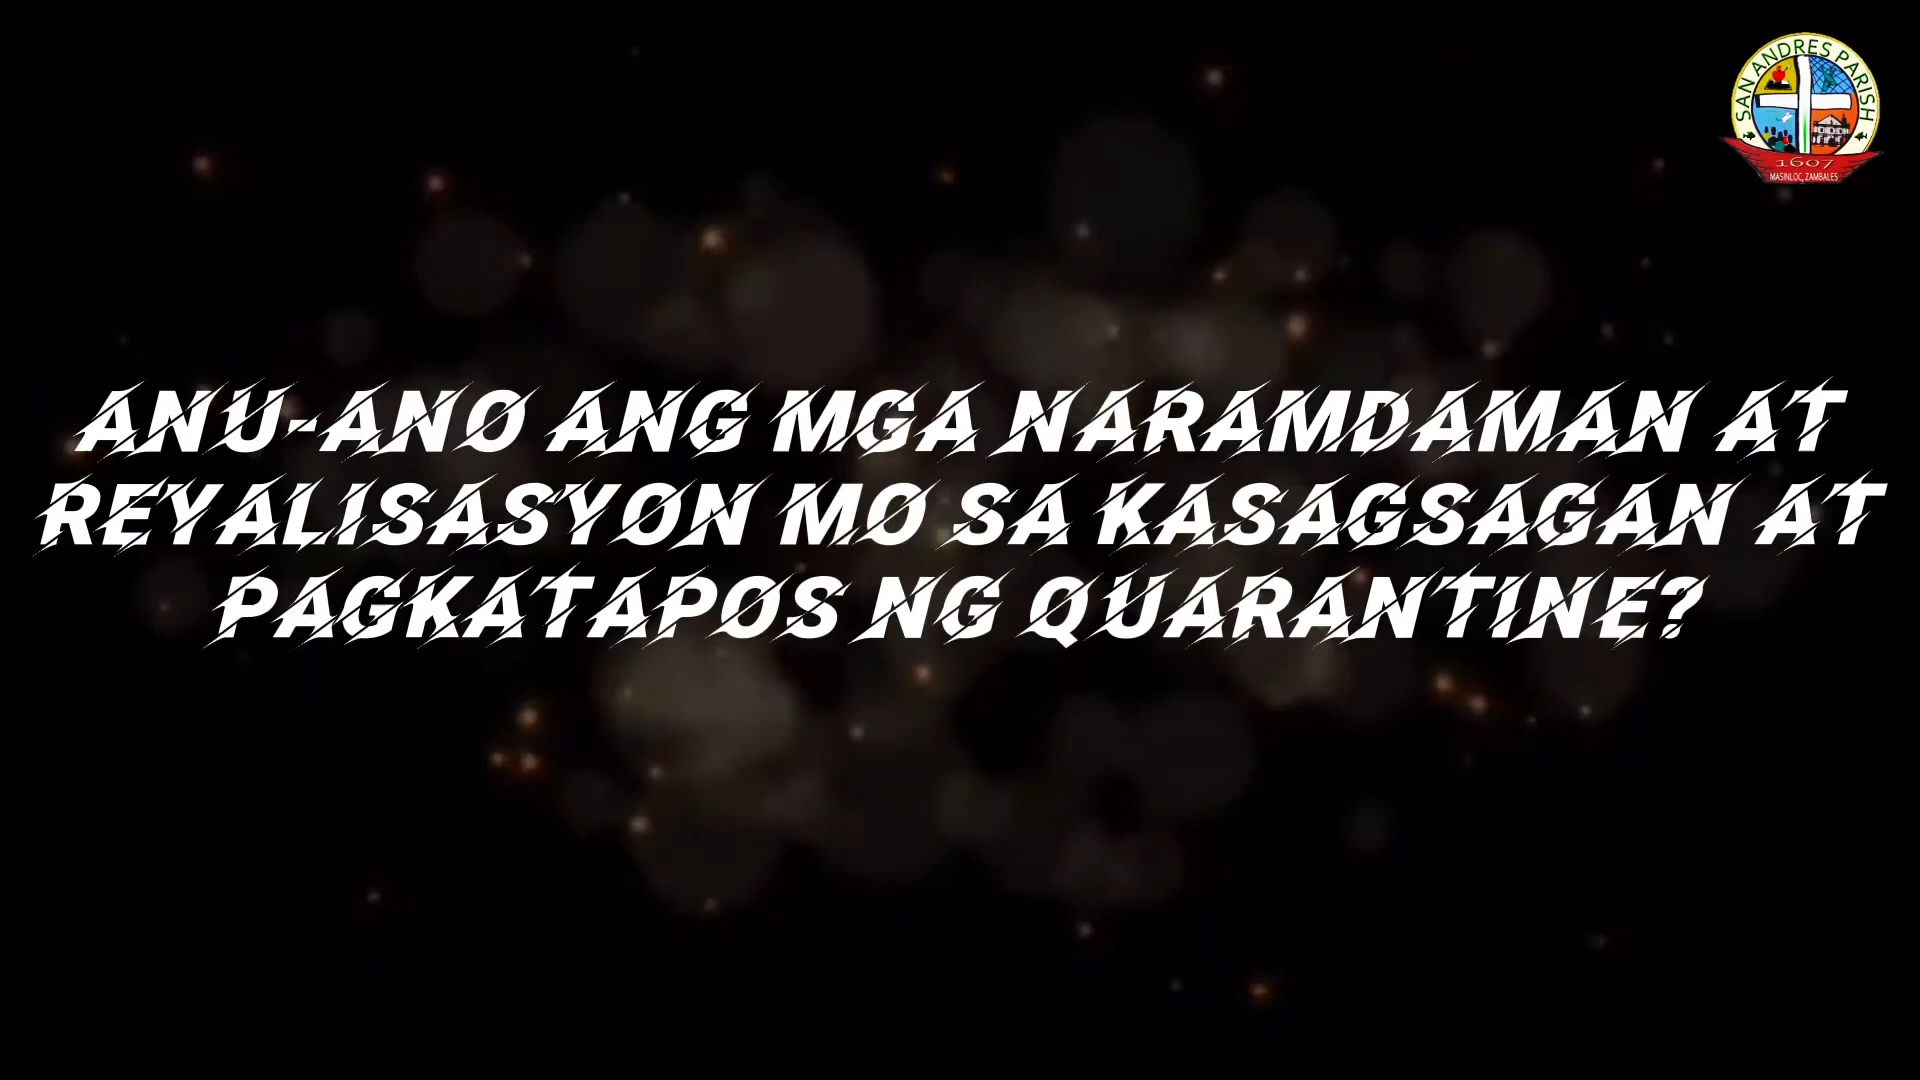 SAN ANDRES PARISH
1607
MASINLOC, ZAMBALES
ANU-ANO ANG MGA NARAMDAMAN AT
REYALISASYON MO SA KASAGSAGAN AT
PAGKATAPOS NG QUARANTINE?